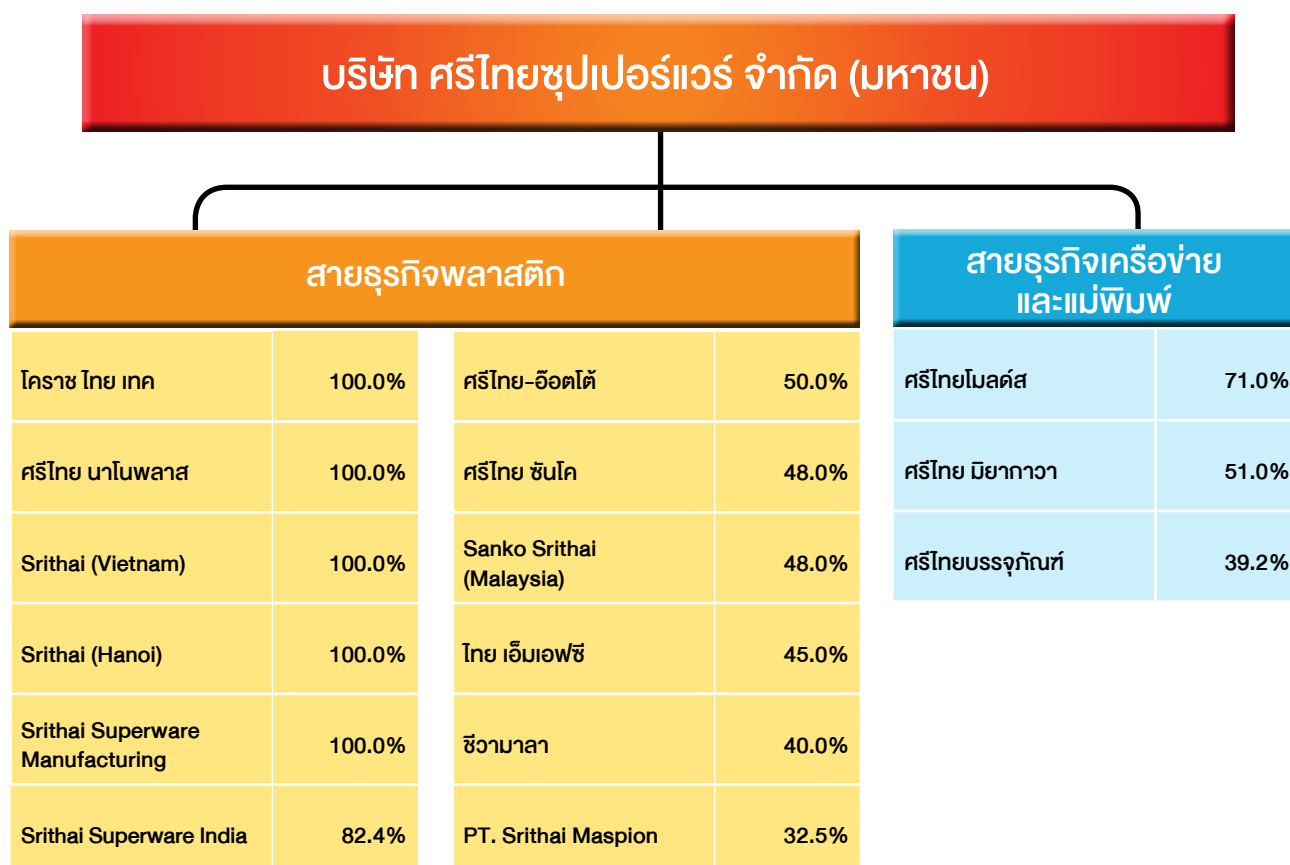 บริษัท ศรีไทยซุปเปอร์แวร์ จำกัด (มหาชน)
สายธุรกิจพลาสติก
โคราช ไทย เทค 100.0%
ศรีไทย นาโนพลาส 100.0%
Srithai (Vietnam) 100.0%
Srithai (Hanoi) 100.0%
Srithai Superware
Manufacturing 100.0%
Srithai Superware India 82.4%
ศรีไทย-อ๊อตโต้ 50.0%
ศรีไทย ซันโค 48.0%
Sanko Srithai
(Malaysia) 48.0%
ไทย เอ็มเอฟซี 45.0%
ชีวามาลา 40.0%
PT. Srithai Maspion 32.5%
สายธุรกิจเครือข่าย
และแม่พิมพ์
ศรีไทยโมลด์ส 71.0%
ศรีไทย มิยากาวา 51.0%
ศรีไทยบรรจุภัณฑ์ 39.2%